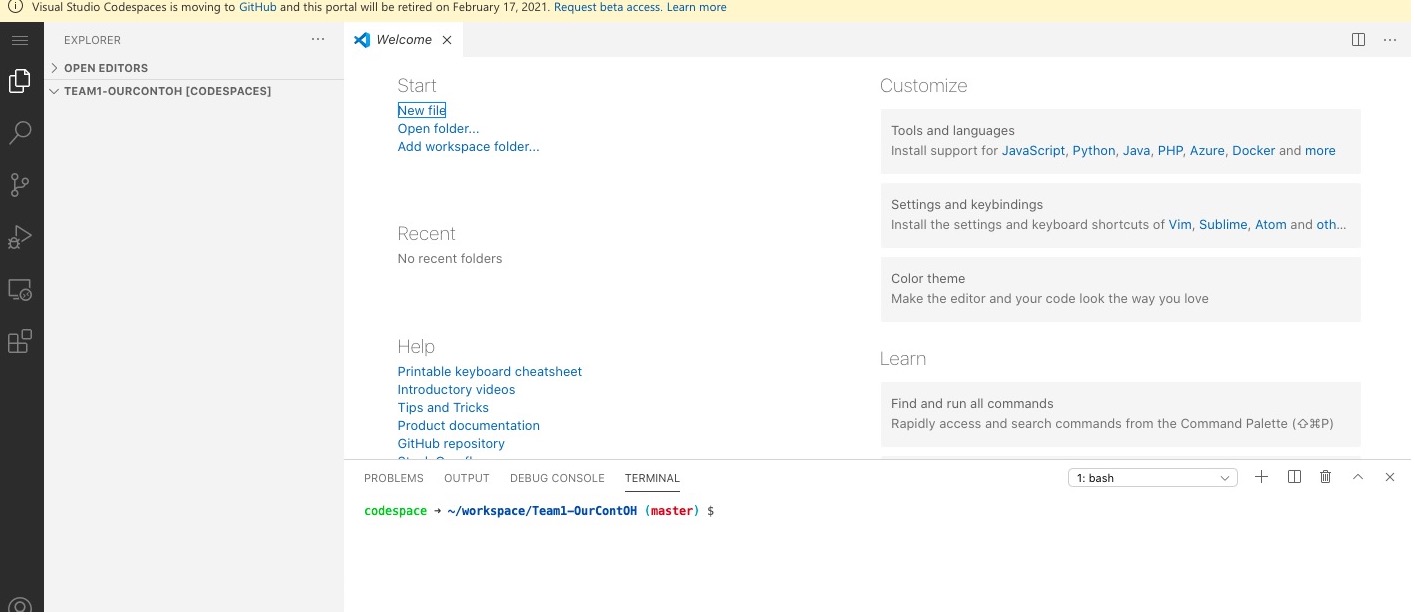 Visual Studio Codespaces is moving to GitHub and this portal will be retired on February 17, 2021. Request beta access. Learn more
EXPLORER
OPEN EDITORS
TEAM1-OURCONTOH [CODESPACES]
Welcome
Start
New file
Open folder...
Add workspace folder...
Recent
No recent folders
Help
Printable keyboard cheatsheet
Introductory videos
Tips and Tricks
Product documentation
GitHub repository
Customize
Tools and languages
Install support for JavaScript, Python, Java, PHP, Azure, Docker and more
Settings and keybindings
Install the settings and keyboard shortcuts of Vim, Sublime, Atom and oth...
Color theme
Make the editor and your code look the way you love
Learn
Find and run all commands
Rapidly access and search commands from the Command Palette (⇧⌘P)
PROBLEMS OUTPUT DEBUG CONSOLE TERMINAL 1: bash
codespace → ~/workspace/Team1-OurContOH (master) $